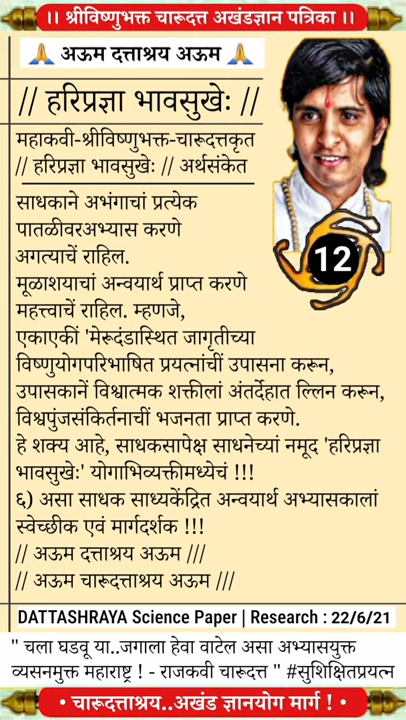 ।। श्रीविष्णुभक्त चारूदत्त अखंडज्ञान पत्रिका ।।
🙏 अऊम दत्ताश्रय अऊम 🙏
// हरिप्रज्ञा भावसुखेः //
महाकवी-श्रीविष्णुभक्त-चारूदत्तकृत
// हरिप्रज्ञा भावसुखेः // अर्थसंकेत
साधकाने अभंगाचां प्रत्येक
पातळीवरअभ्यास करणे
अगत्याचें राहिल.
मूळाशयाचां अन्वयार्थ प्राप्त करणे
महत्त्वाचें राहिल. म्हणजे,
एकाएकीं 'मेरूदंडास्थित जागृतीच्या
विष्णुयोगपरिभाषित प्रयत्नांचीं उपासना करून,
उपासकानें विश्वात्मक शक्तीलां अंतर्देहात ल्लिन करून,
विश्वपुंजसंकिर्तनाचीं भजनता प्राप्त करणे.
हे शक्य आहे, साधकसापेक्ष साधनेच्यां नमूद 'हरिप्रज्ञा
भावसुखेः' योगाभिव्यक्तीमध्येचं !!!
६) असा साधक साध्यकेंद्रित अन्वयार्थ अभ्यासकालां
स्वेच्छीक एवं मार्गदर्शक !!!
// अऊम दत्ताश्रय अऊम ///
// अऊम चारूदत्ताश्रय अऊम ///
12
DATTASHRAYA Science Paper | Research : 22/6/21
" चला घडवू या..जगाला हेवा वाटेल असा अभ्यासयुक्त
व्यसनमुक्त महाराष्ट्र ! - राजकवी चारूदत्त " #सुशिक्षितप्रयत्न
• चारूदत्ताश्रय..अखंड ज्ञानयोग मार्ग ! •